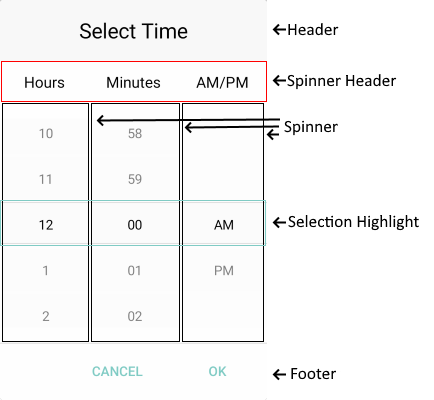 Select Time
Header
Hours Minutes AM/PM
Spinner Header
10 58
Spinner
11 59
12 00 AM
Selection Highlight
1 01 PM
2 02
CANCEL OK
Footer